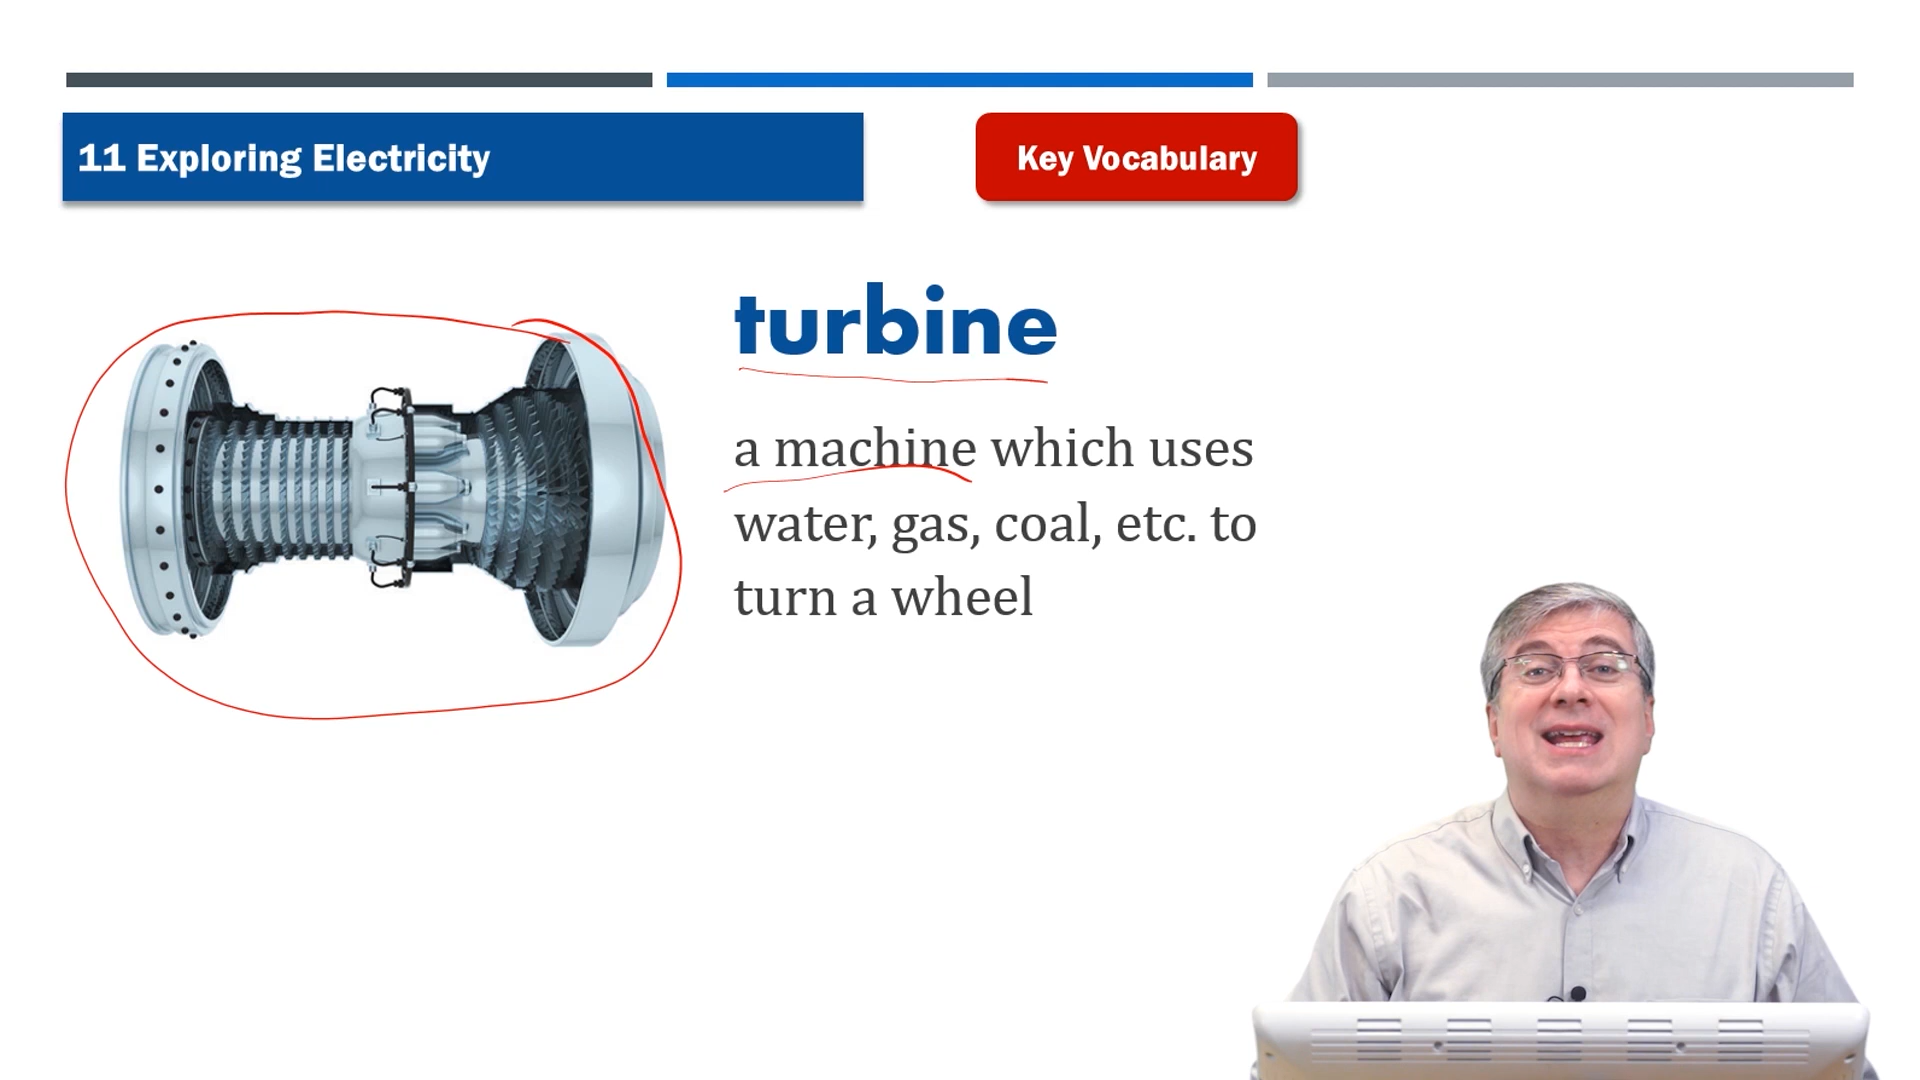 11 Exploring Electricity
Key Vocabulary
turbine
a machine which uses
water, gas, coal, etc. to
turn a wheel